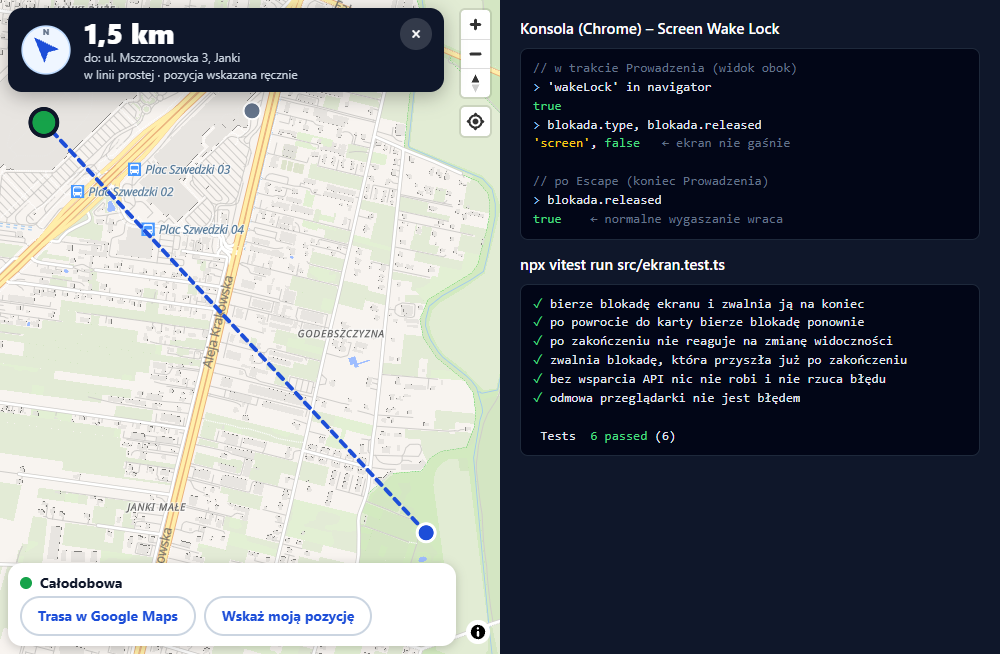 N
1,5 km
do: ul. Mszczonowska 3, Janki
w linii prostej · pozycja wskazana ręcznie
Plac Szwedzki 03
Plac Szwedzki 02
Plac Szwedzki 04
Aleja Krakowska
GODEBSZCZYZNA
JANKI MAŁE
owska
Całodobowa
Trasa w Google Maps
Wskaż moją pozycję
Konsola (Chrome) – Screen Wake Lock
// w trakcie Prowadzenia (widok obok)
> 'wakeLock' in navigator
true
> blokada.type, blokada.released
'screen', false ← ekran nie gaśnie
// po Escape (koniec Prowadzenia)
> blokada.released
true ← normalne wygaszanie wraca
npx vitest run src/ekran.test.ts
✓ bierze blokadę ekranu i zwalnia ją na koniec
✓ po powrocie do karty bierze blokadę ponownie
✓ po zakończeniu nie reaguje na zmianę widoczności
✓ zwalnia blokadę, która przyszła już po zakończeniu
✓ bez wsparcia API nic nie robi i nie rzuca błędu
✓ odmowa przeglądarki nie jest błędem
Tests 6 passed (6)